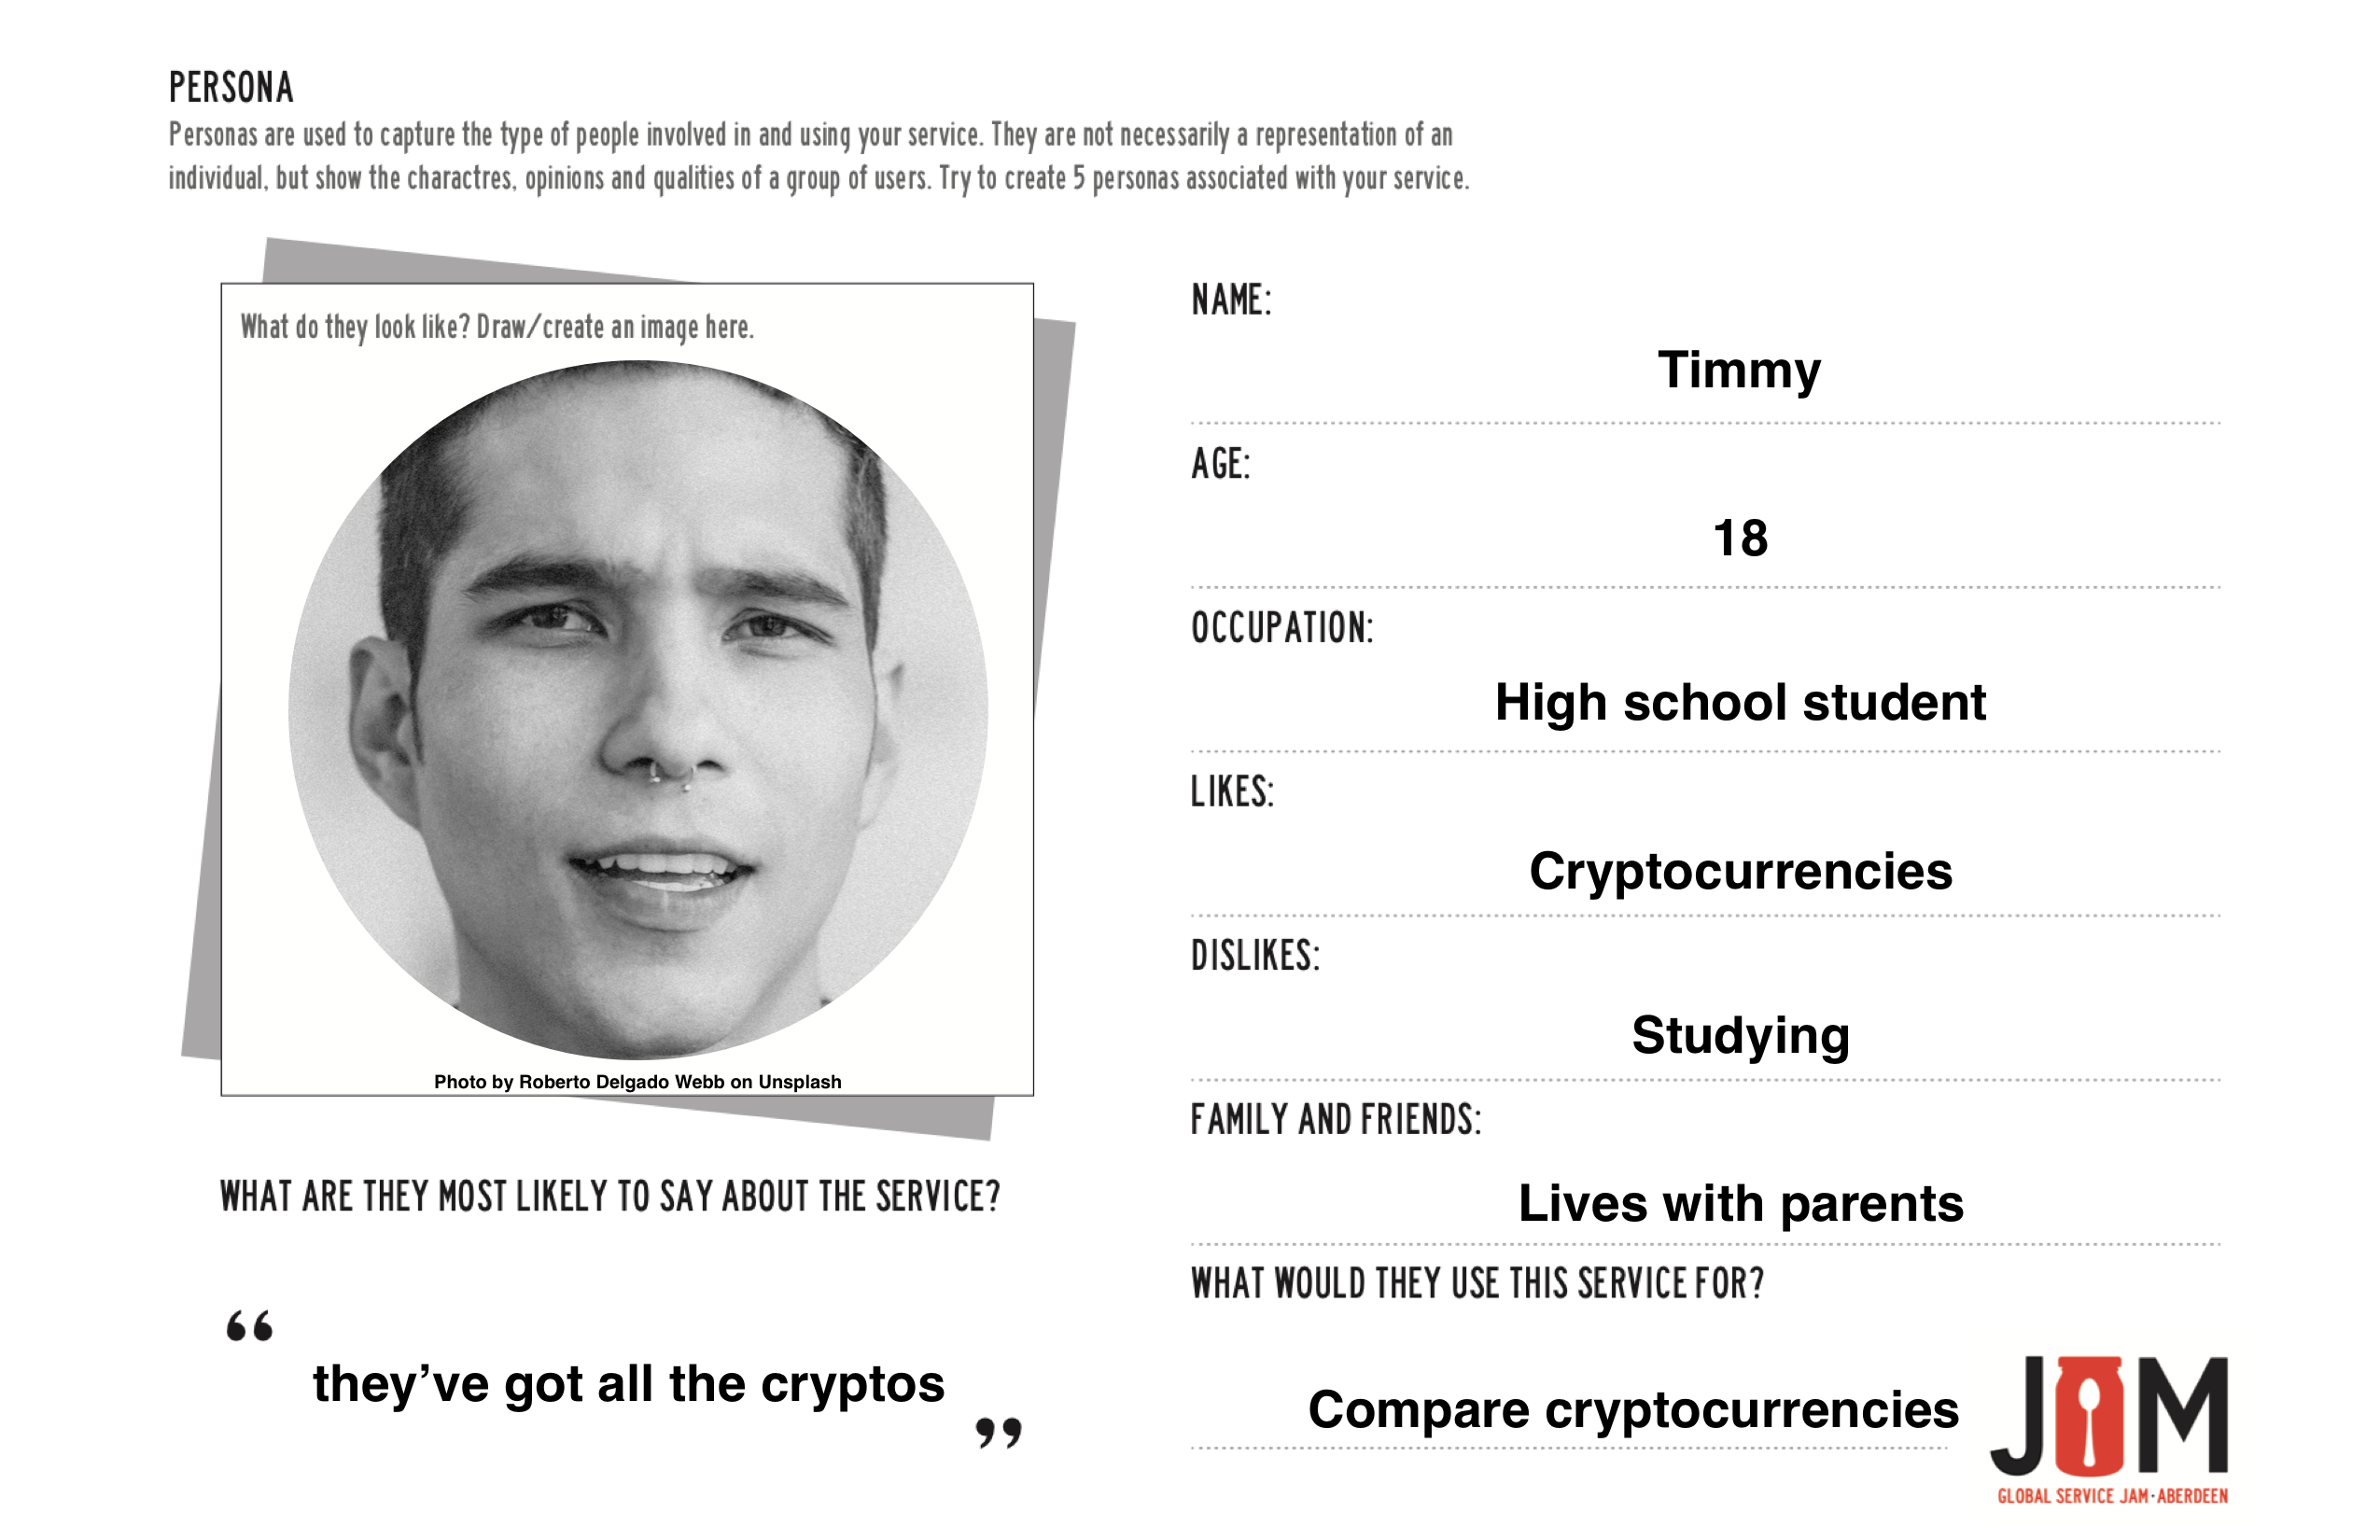 PERSONA
Personas are used to capture the type of people involved in and using your service. They are not necessarily a representation of an
individual, but show the charactres, opinions and qualities of a group of users. Try to create 5 personas associated with your service.
What do they look like? Draw/create an image here.
Photo by Roberto Delgado Webb on Unsplash
WHAT ARE THEY MOST LIKELY TO SAY ABOUT THE SERVICE?
“
they’ve got all the cryptos
”
NAME:
Timmy
AGE:
18
OCCUPATION:
High school student
LIKES:
Cryptocurrencies
DISLIKES:
Studying
FAMILY AND FRIENDS:
Lives with parents
WHAT WOULD THEY USE THIS SERVICE FOR?
Compare cryptocurrencies
JAM
GLOBAL SERVICE JAM·ABERDEEN